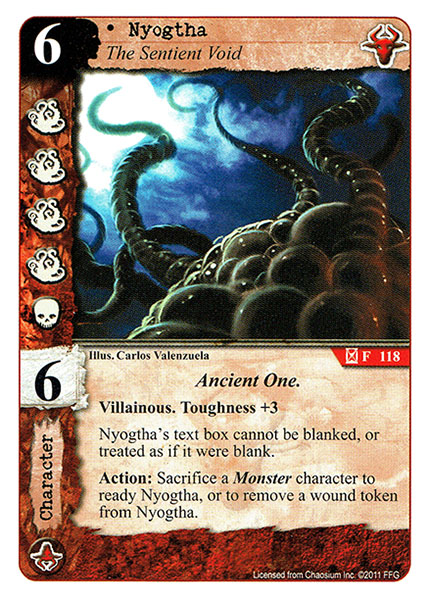 6
• Nyogtha
The Sentient Void
Illus. Carlos Valenzuela
F 118
6
Character
Ancient One.
Villainous. Toughness +3
Nyogtha's text box cannot be blanked, or
treated as if it were blank.
Action: Sacrifice a Monster character to
ready Nyogtha, or to remove a wound token
from Nyogtha.
Licensed from Chaosium Inc. ©2011 FFG